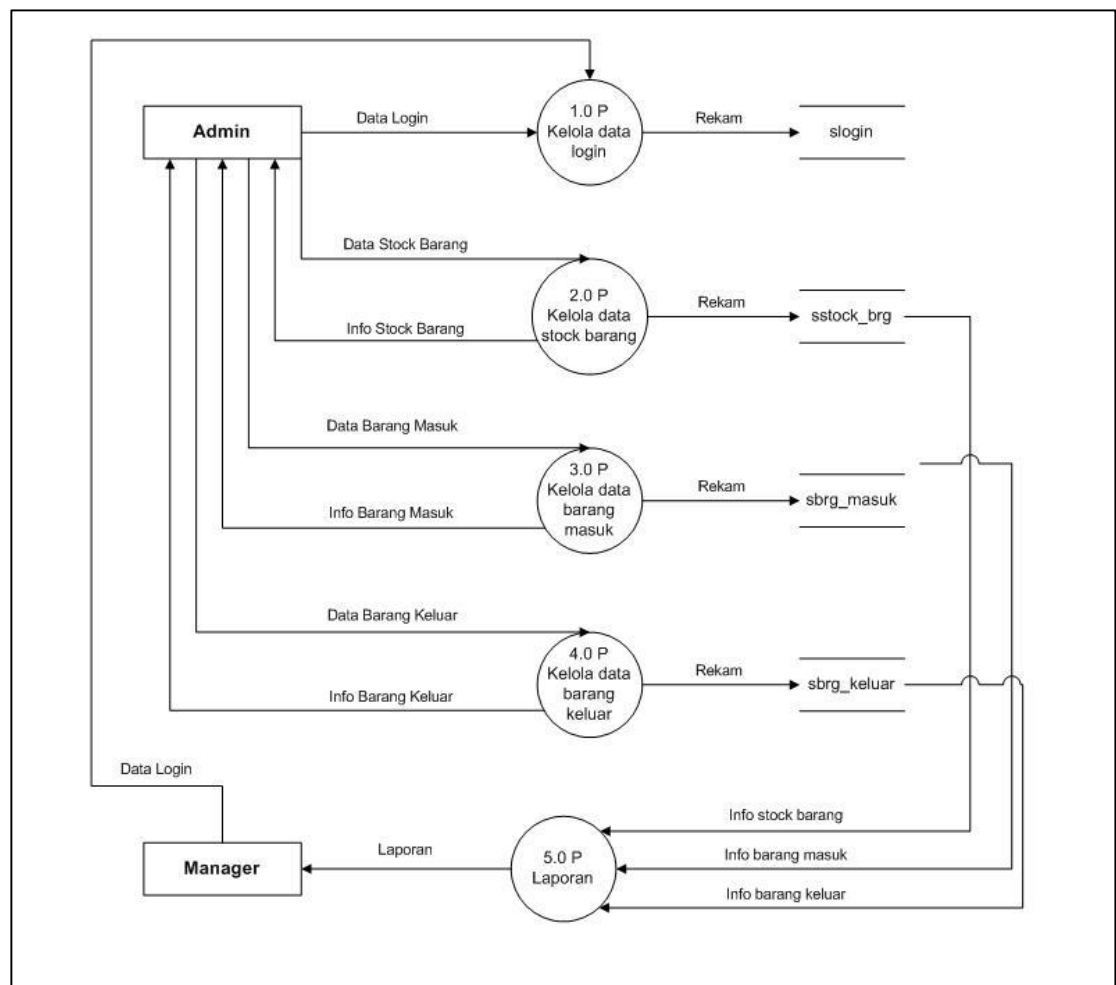 Admin
Data Login
1.0 P
Kelola data
login
Rekam
slogin
Data Stock Barang
Info Stock Barang
2.0 P
Kelola data
stock barang
Rekam
sstock_brg
Data Barang Masuk
Info Barang Masuk
3.0 P
Kelola data
barang
masuk
Rekam
sbrg_masuk
Data Barang Keluar
Info Barang Keluar
4.0 P
Kelola data
barang
keluar
Rekam
sbrg_keluar
Data Login
Manager
Laporan
5.0 P
Laporan
Info stock barang
Info barang masuk
Info barang keluar